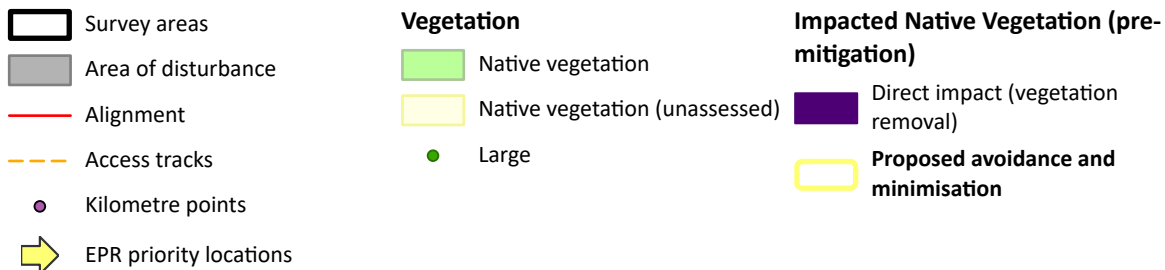 Survey areas
Area of disturbance
Alignment
Access tracks
Kilometre points
EPR priority locations
Vegetation
Native vegetation
Native vegetation (unassessed)
Large
Impacted Native Vegetation (pre-
mitigation)
Direct impact (vegetation
removal)
Proposed avoidance and
minimisation